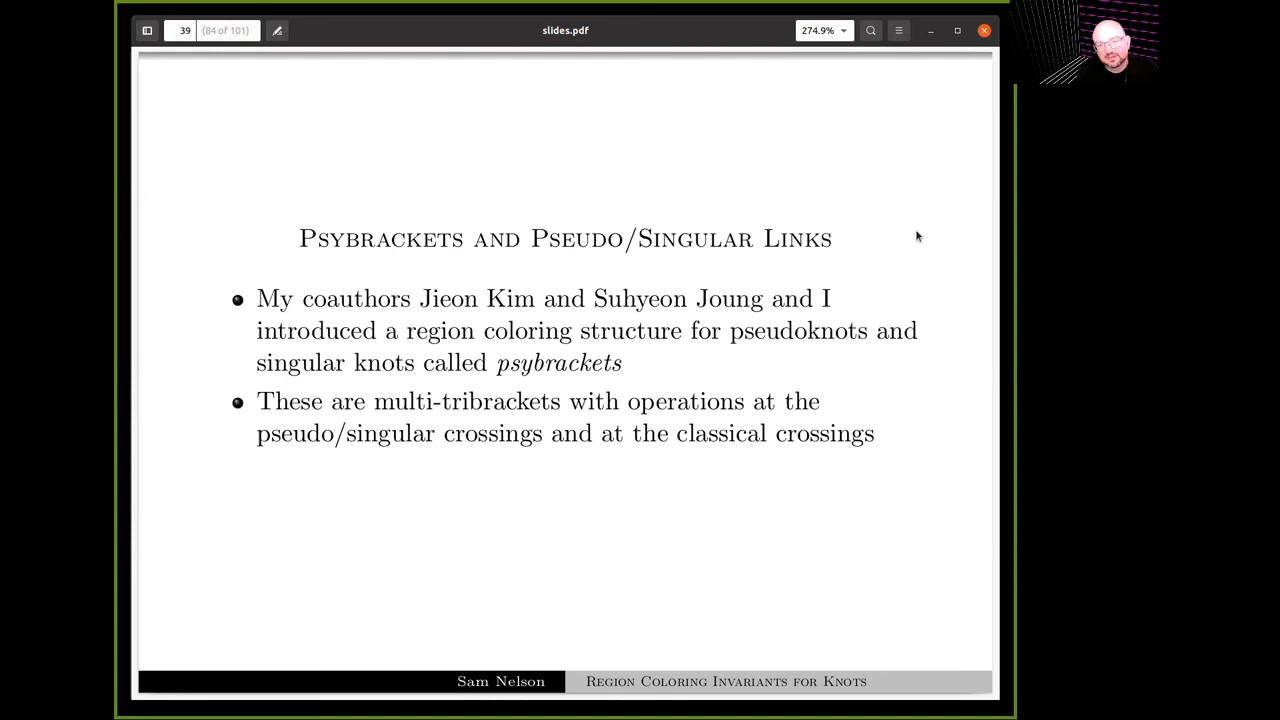 39 (84 of 101) slides.pdf 274.9%
Psybrackets and Pseudo/Singular Links
My coauthors Jieon Kim and Suhyeon Joung and I
introduced a region coloring structure for pseudoknots and
singular knots called psybrackets
These are multi-tribrackets with operations at the
pseudo/singular crossings and at the classical crossings
Sam Nelson Region Coloring Invariants for Knots